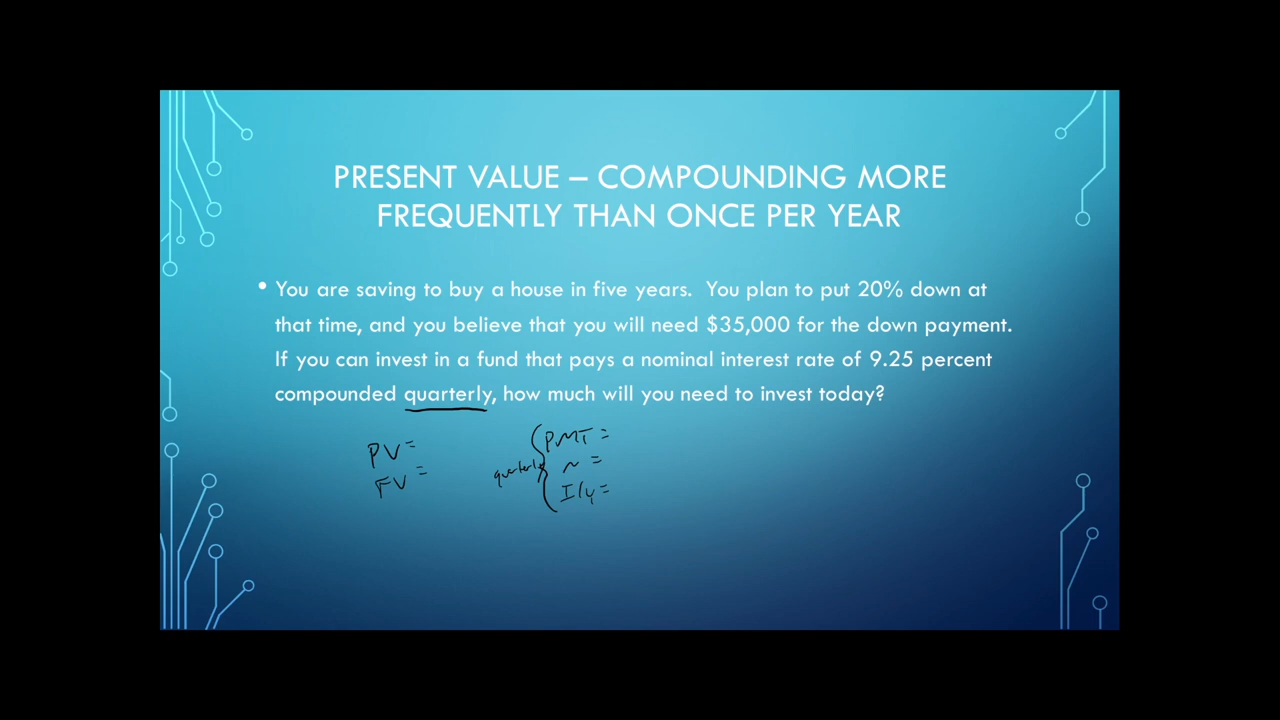 PRESENT VALUE – COMPOUNDING MORE
FREQUENTLY THAN ONCE PER YEAR
• You are saving to buy a house in five years. You plan to put 20% down at
that time, and you believe that you will need $35,000 for the down payment.
If you can invest in a fund that pays a nominal interest rate of 9.25 percent
compounded quarterly, how much will you need to invest today?
PV=
FV=
quarterly
PMT=
N=
I/Y=